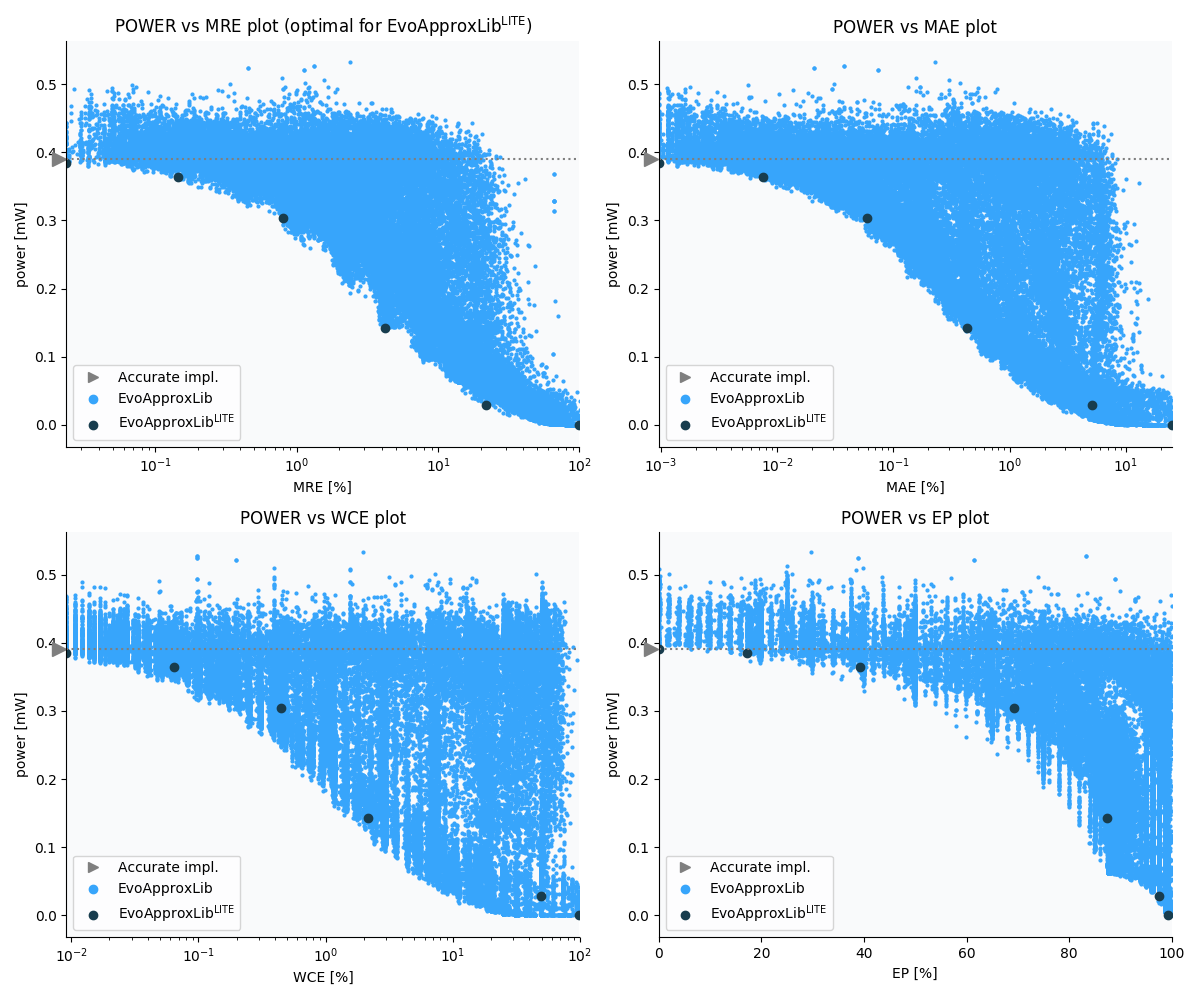 POWER vs MRE plot (optimal for EvoApproxLib^LITE)
0.5
0.4
0.3
0.2
0.1
0.0
power [mW]
Accurate impl.
EvoApproxLib
EvoApproxLib^LITE
10^−1
10^0
10^1
10^2
MRE [%]
POWER vs MAE plot
0.5
0.4
0.3
0.2
0.1
0.0
power [mW]
Accurate impl.
EvoApproxLib
EvoApproxLib^LITE
10^−3
10^−2
10^−1
10^0
10^1
MAE [%]
POWER vs WCE plot
0.5
0.4
0.3
0.2
0.1
0.0
power [mW]
Accurate impl.
EvoApproxLib
EvoApproxLib^LITE
10^−2
10^−1
10^0
10^1
10^2
WCE [%]
POWER vs EP plot
0.5
0.4
0.3
0.2
0.1
0.0
power [mW]
Accurate impl.
EvoApproxLib
EvoApproxLib^LITE
0
20
40
60
80
100
EP [%]